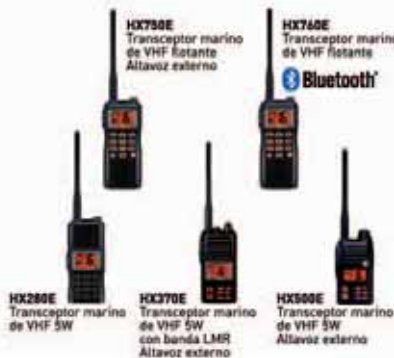 HX750E
Transceptor marino
de VHF flotante
Altavoz externo
HX760E
Transceptor marino
de VHF flotante
Bluetooth®
HX280E
Transceptor marino
de VHF 5W
HX370E
Transceptor marino
de VHF 5W
con banda LMR
Altavoz externo
HX500E
Transceptor marino
de VHF 5W
Altavoz externo